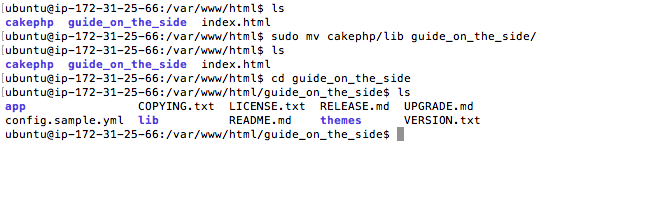 [ubuntu@ip-172-31-25-66:/var/www/html$ ls
cakephp  guide_on_the_side  index.html
[ubuntu@ip-172-31-25-66:/var/www/html$ sudo mv cakephp/lib guide_on_the_side/
[ubuntu@ip-172-31-25-66:/var/www/html$ ls
cakephp  guide_on_the_side  index.html
[ubuntu@ip-172-31-25-66:/var/www/html$ cd guide_on_the_side
[ubuntu@ip-172-31-25-66:/var/www/html/guide_on_the_side$ ls
app                COPYING.txt  LICENSE.txt  RELEASE.md  UPGRADE.md
config.sample.yml  lib          README.md    themes      VERSION.txt
ubuntu@ip-172-31-25-66:/var/www/html/guide_on_the_side$